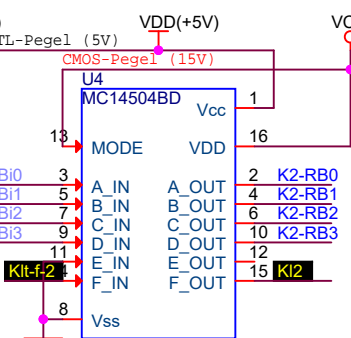 VDD(+5V)
TL-Pegel (5V)
CMOS-Pegel (15V)
U4
MC14504BD
Vcc 1
13 MODE VDD 16
Bi0 3 A_IN A_OUT 2 K2-RB0
Bi1 5 B_IN B_OUT 4 K2-RB1
Bi2 7 C_IN C_OUT 6 K2-RB2
Bi3 9 D_IN D_OUT 10 K2-RB3
11 E_IN E_OUT 12
Klt-f-2 F_IN F_OUT 15 Kl2
8 Vss